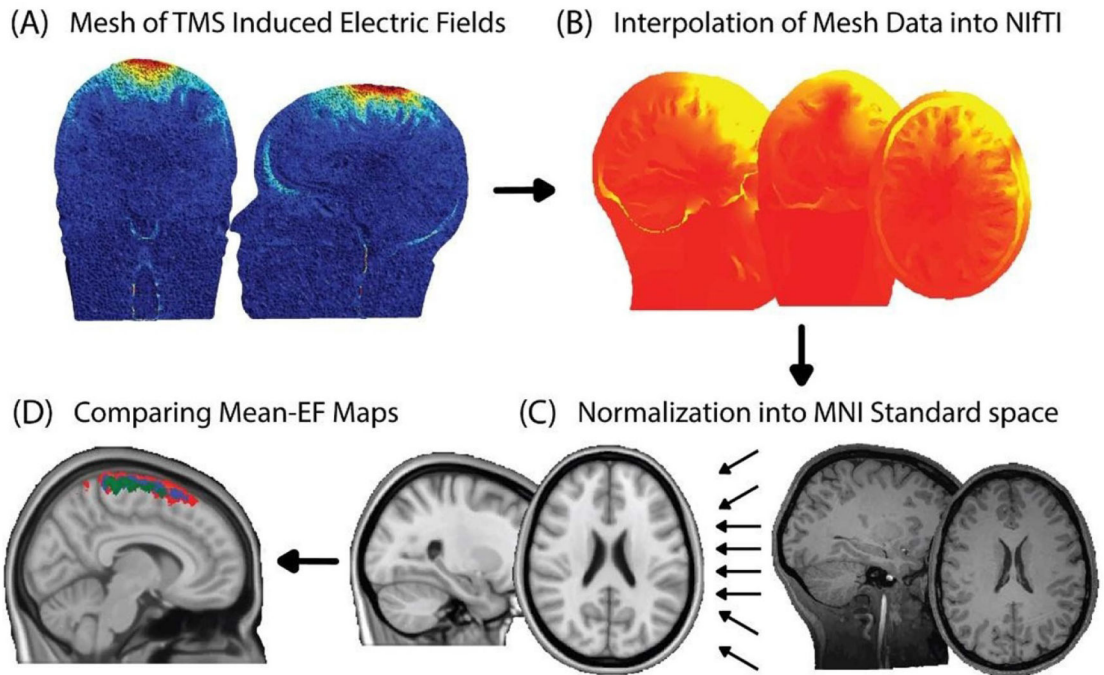 (A) Mesh of TMS Induced Electric Fields
(B) Interpolation of Mesh Data into NIfTI
(D) Comparing Mean-EF Maps
(C) Normalization into MNI Standard space